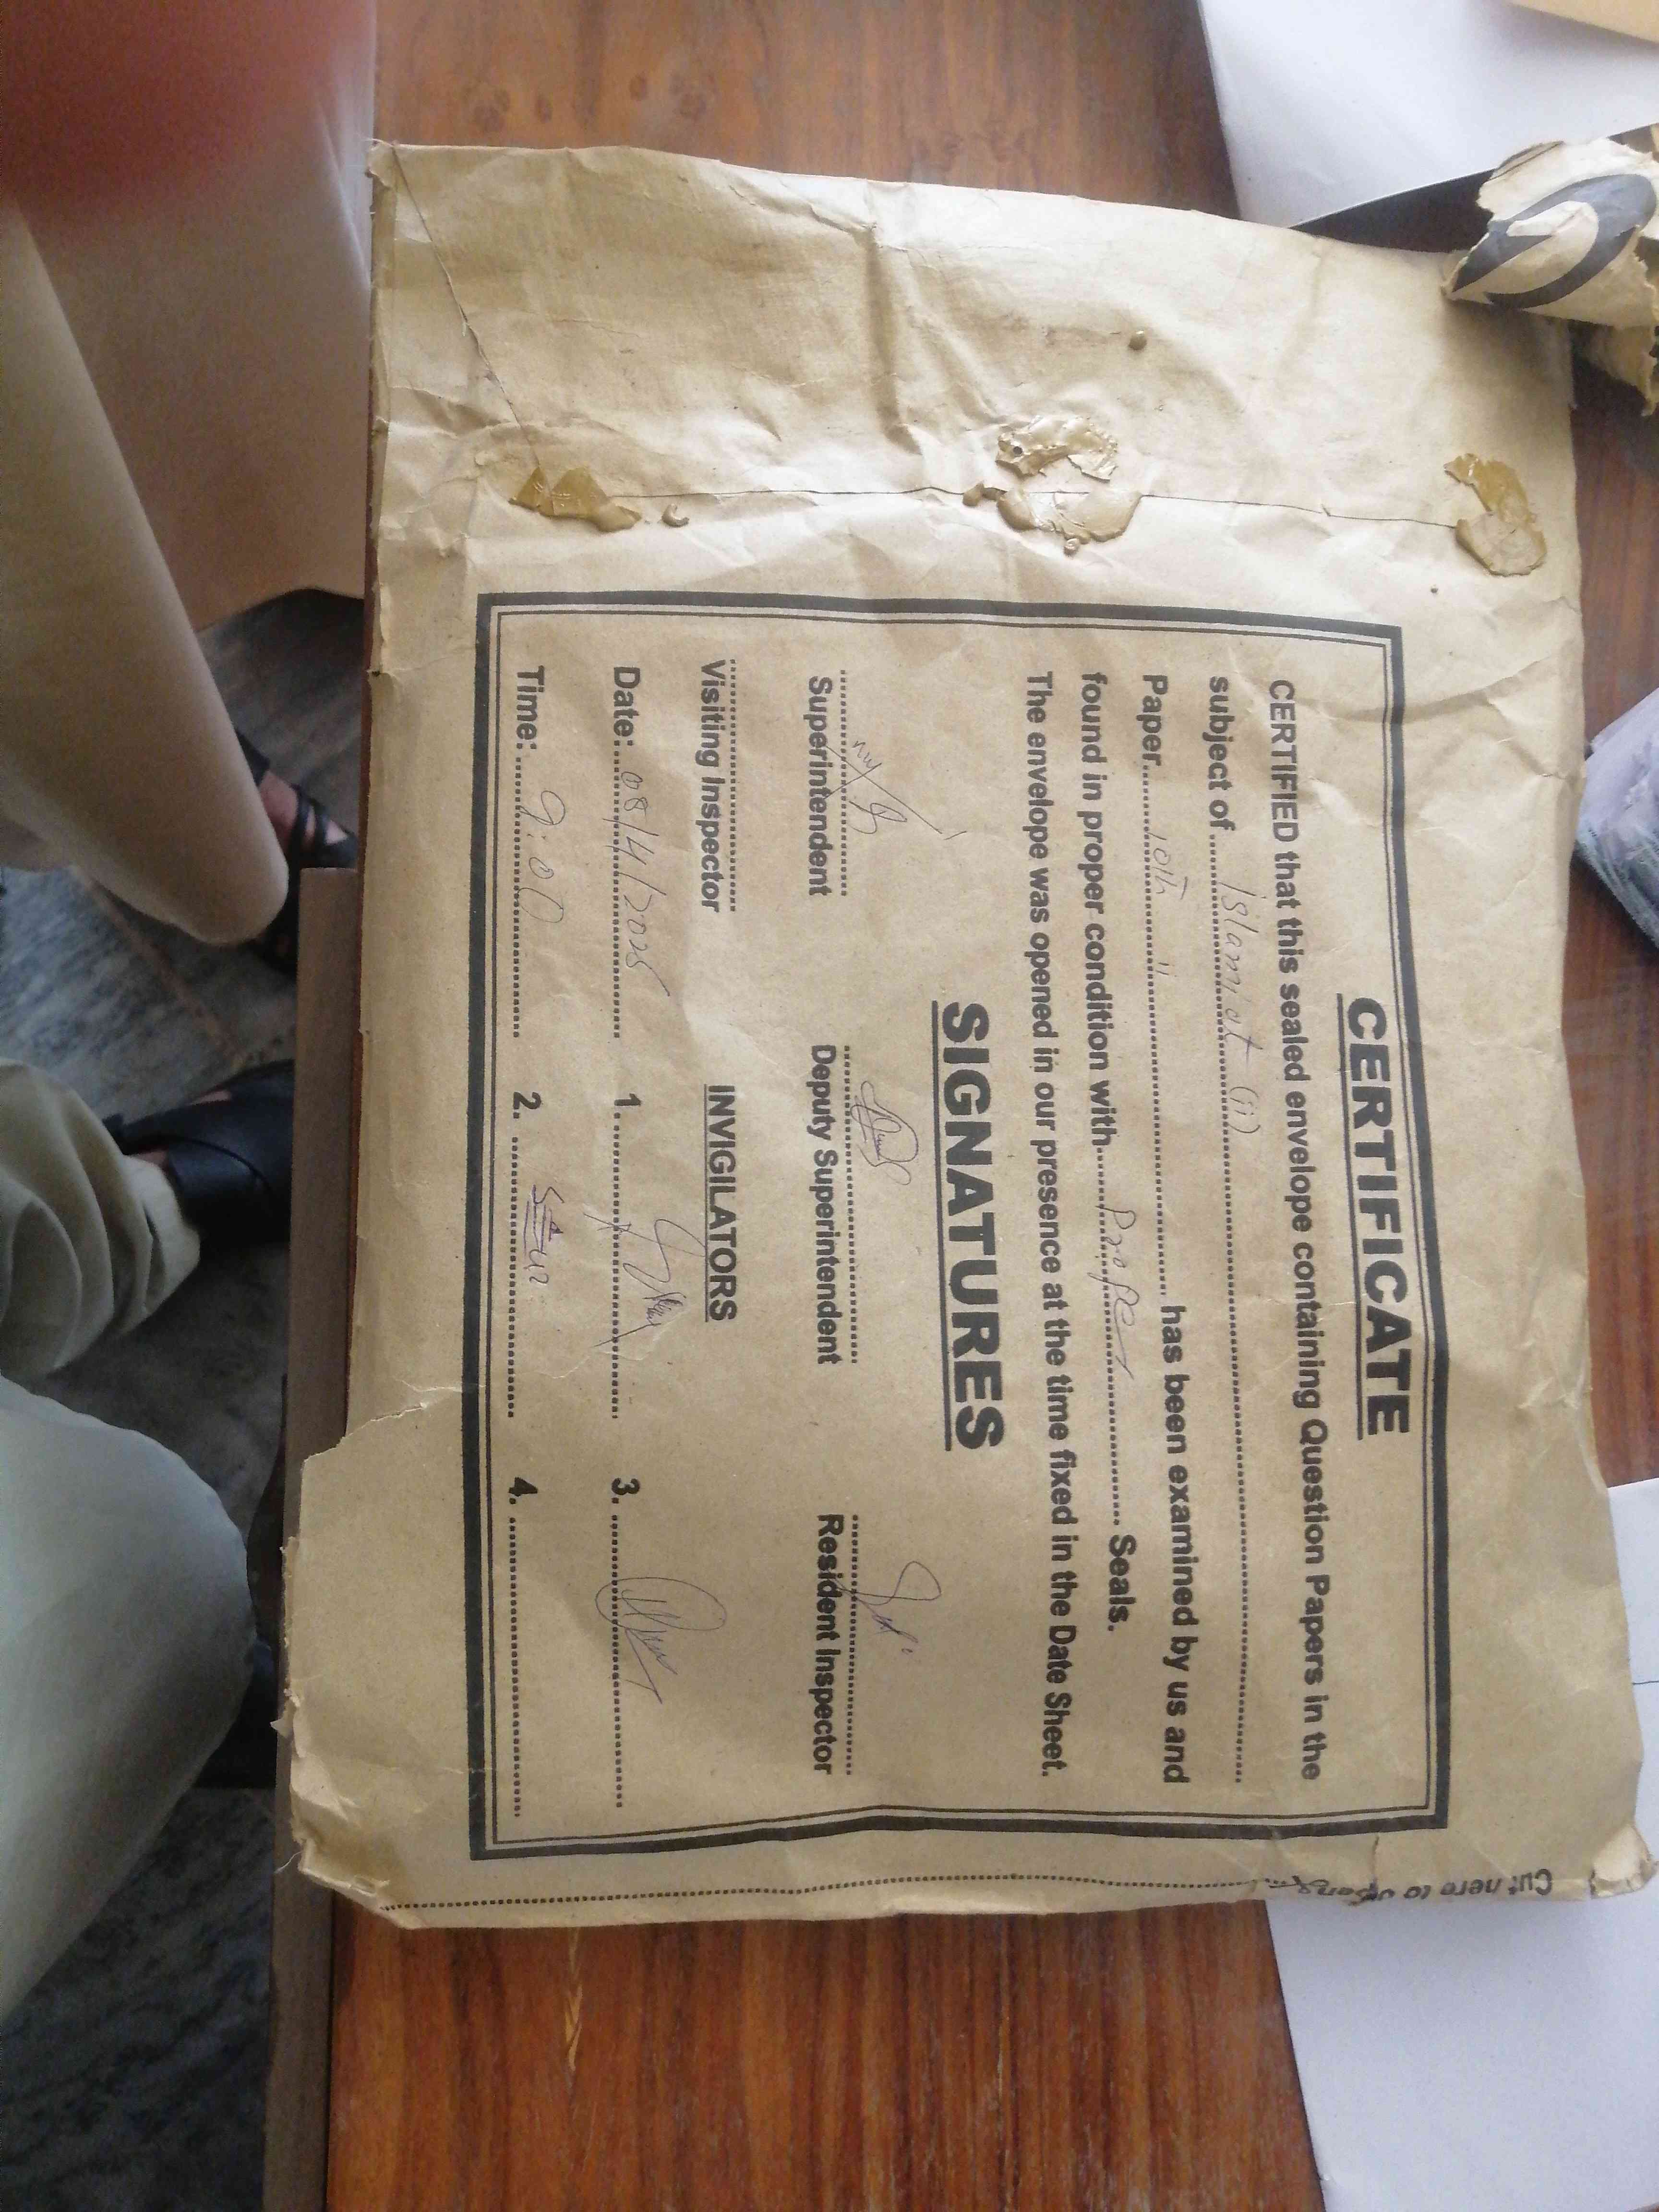 CERTIFICATE
CERTIFIED that this sealed envelope containing Question Papers in the
subject of.......Islamiat (ii)..............................
Paper........10th ii........................ has been examined by us and
found in proper condition with.......Proper............ Seals.
The envelope was opened in our presence at the time fixed in the Date Sheet.
SIGNATURES
Superintendent Deputy Superintendent Resident Inspector
Visiting Inspector INVIGILATORS
Date: 08/4/2025 1. 3.
Time: 9:00 2. 4.
Cut here to open